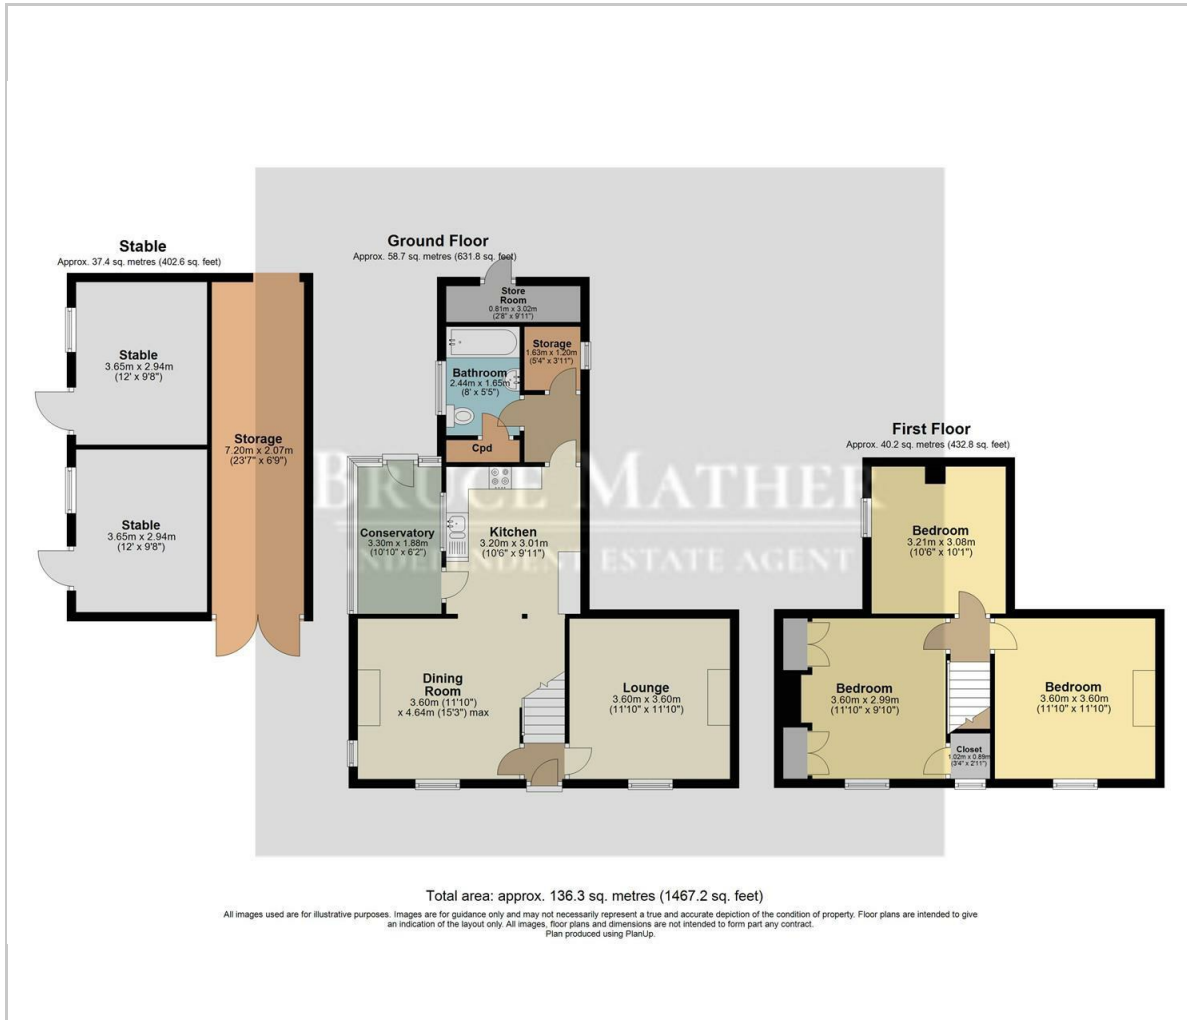 Stable
Approx. 37.4 sq. metres (402.6 sq. feet)
Stable
3.65m x 2.94m
(12' x 9'8")
Storage
7.20m x 2.07m
(23'7" x 6'9")
Stable
3.65m x 2.94m
(12' x 9'8")
Ground Floor
Approx. 58.7 sq. metres (631.8 sq. feet)
Store
Room
0.81m x 3.02m
(2'8" x 9'11")
Storage
1.63m x 1.20m
(5'4" x 3'11")
Bathroom
2.44m x 1.65m
(8' x 5'5")
Cpd
Conservatory
3.30m x 1.88m
(10'10" x 6'2")
Kitchen
3.20m x 3.01m
(10'6" x 9'11")
Dining
Room
3.60m (11'10")
x 4.64m (15'3") max
Lounge
3.60m x 3.60m
(11'10" x 11'10")
First Floor
Approx. 40.2 sq. metres (432.8 sq. feet)
Bedroom
3.21m x 3.08m
(10'6" x 10'1")
Bedroom
3.60m x 2.99m
(11'10" x 9'10")
Bedroom
3.60m x 3.60m
(11'10" x 11'10")
Closet
1.02m x 0.89m
(3'4" x 2'11")
BRUCE MATHER
INDEPENDENT ESTATE AGENT
Total area: approx. 136.3 sq. metres (1467.2 sq. feet)
All images used are for illustrative purposes. Images are for guidance only and may not necessarily represent a true and accurate depiction of the condition of property. Floor plans are intended to give
an indication of the layout only. All images, floor plans and dimensions are not intended to form part any contract.
Plan produced using PlanUp.